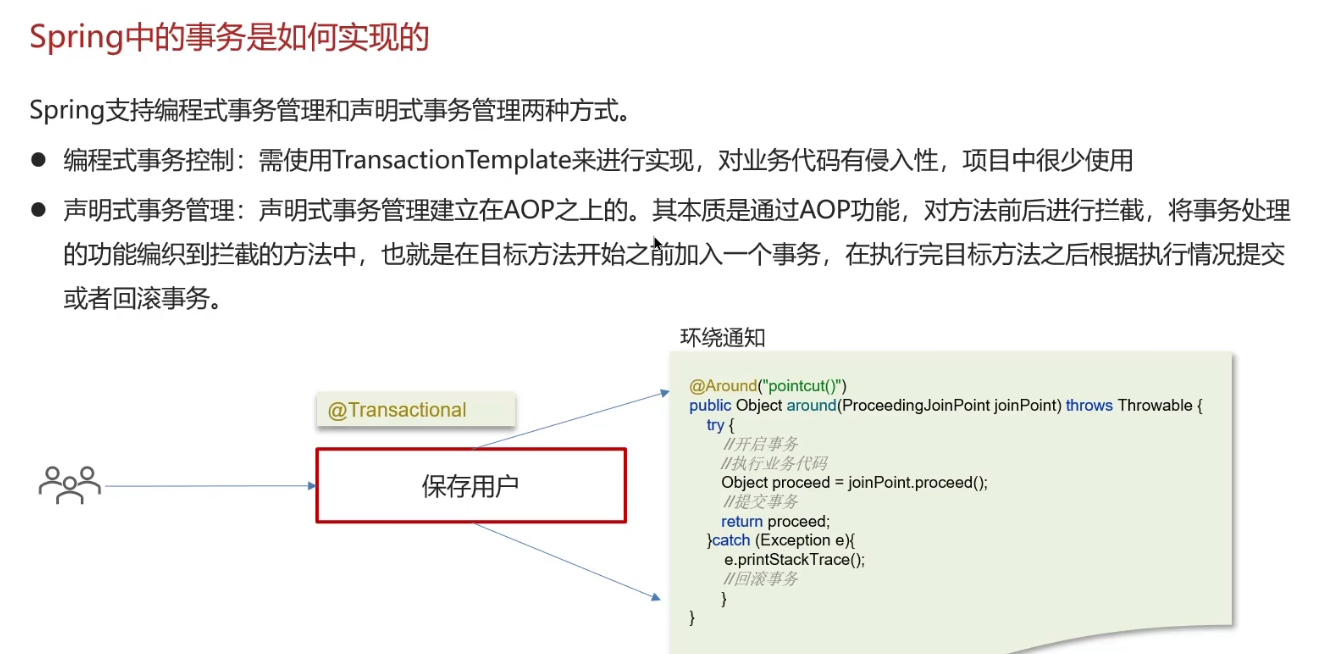 Spring中的事务是如何实现的
Spring支持编程式事务管理和声明式事务管理两种方式。
● 编程式事务控制：需使用TransactionTemplate来进行实现，对业务代码有侵入性，项目中很少使用
● 声明式事务管理：声明式事务管理建立在AOP之上的。其本质是通过AOP功能，对方法前后进行拦截，将事务处理
的功能编织到拦截的方法中，也就是在目标方法开始之前加入一个事务，在执行完目标方法之后根据执行情况提交
或者回滚事务。
@Transactional
保存用户
环绕通知
@Around("pointcut()")
public Object around(ProceedingJoinPoint joinPoint) throws Throwable {
try {
//开启事务
//执行业务代码
Object proceed = joinPoint.proceed();
//提交事务
return proceed;
}catch (Exception e){
e.printStackTrace();
//回滚事务
}
}